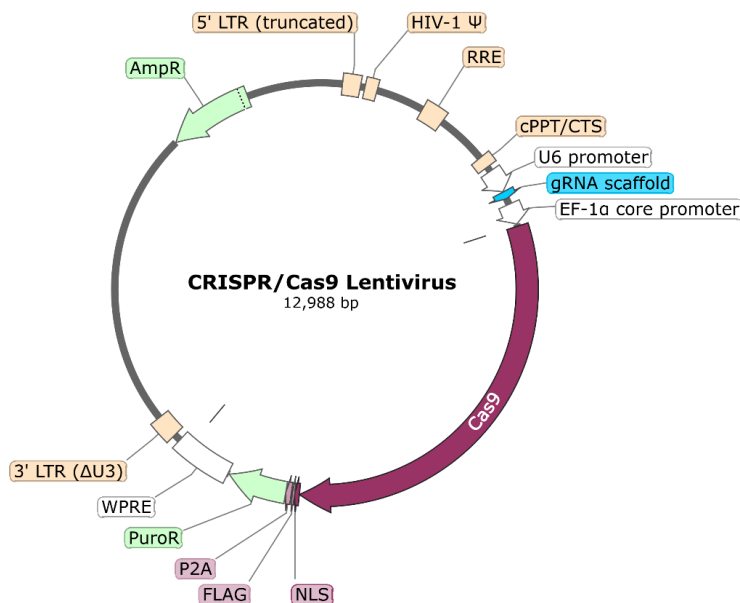 5' LTR (truncated)
HIV-1 Ψ
RRE
AmpR
cPPT/CTS
U6 promoter
gRNA scaffold
EF-1α core promoter
CRISPR/Cas9 Lentivirus
12,988 bp
Cas9
3' LTR (ΔU3)
WPRE
PuroR
P2A
FLAG
NLS